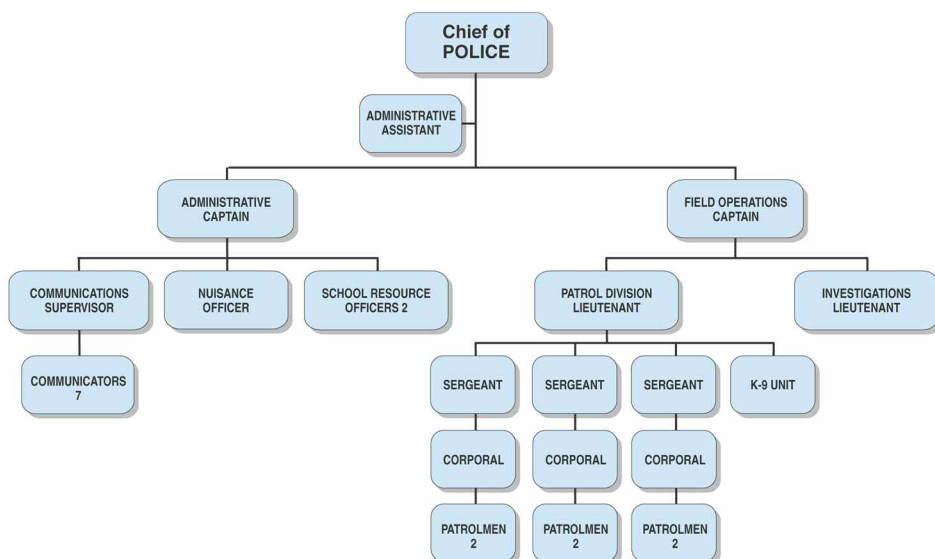 Chief of
POLICE
ADMINISTRATIVE
ASSISTANT
ADMINISTRATIVE
CAPTAIN
FIELD OPERATIONS
CAPTAIN
COMMUNICATIONS
SUPERVISOR
NUISANCE
OFFICER
SCHOOL RESOURCE
OFFICERS 2
PATROL DIVISION
LIEUTENANT
INVESTIGATIONS
LIEUTENANT
COMMUNICATORS
7
SERGEANT
SERGEANT
SERGEANT
K-9 UNIT
CORPORAL
CORPORAL
CORPORAL
PATROLMEN
2
PATROLMEN
2
PATROLMEN
2